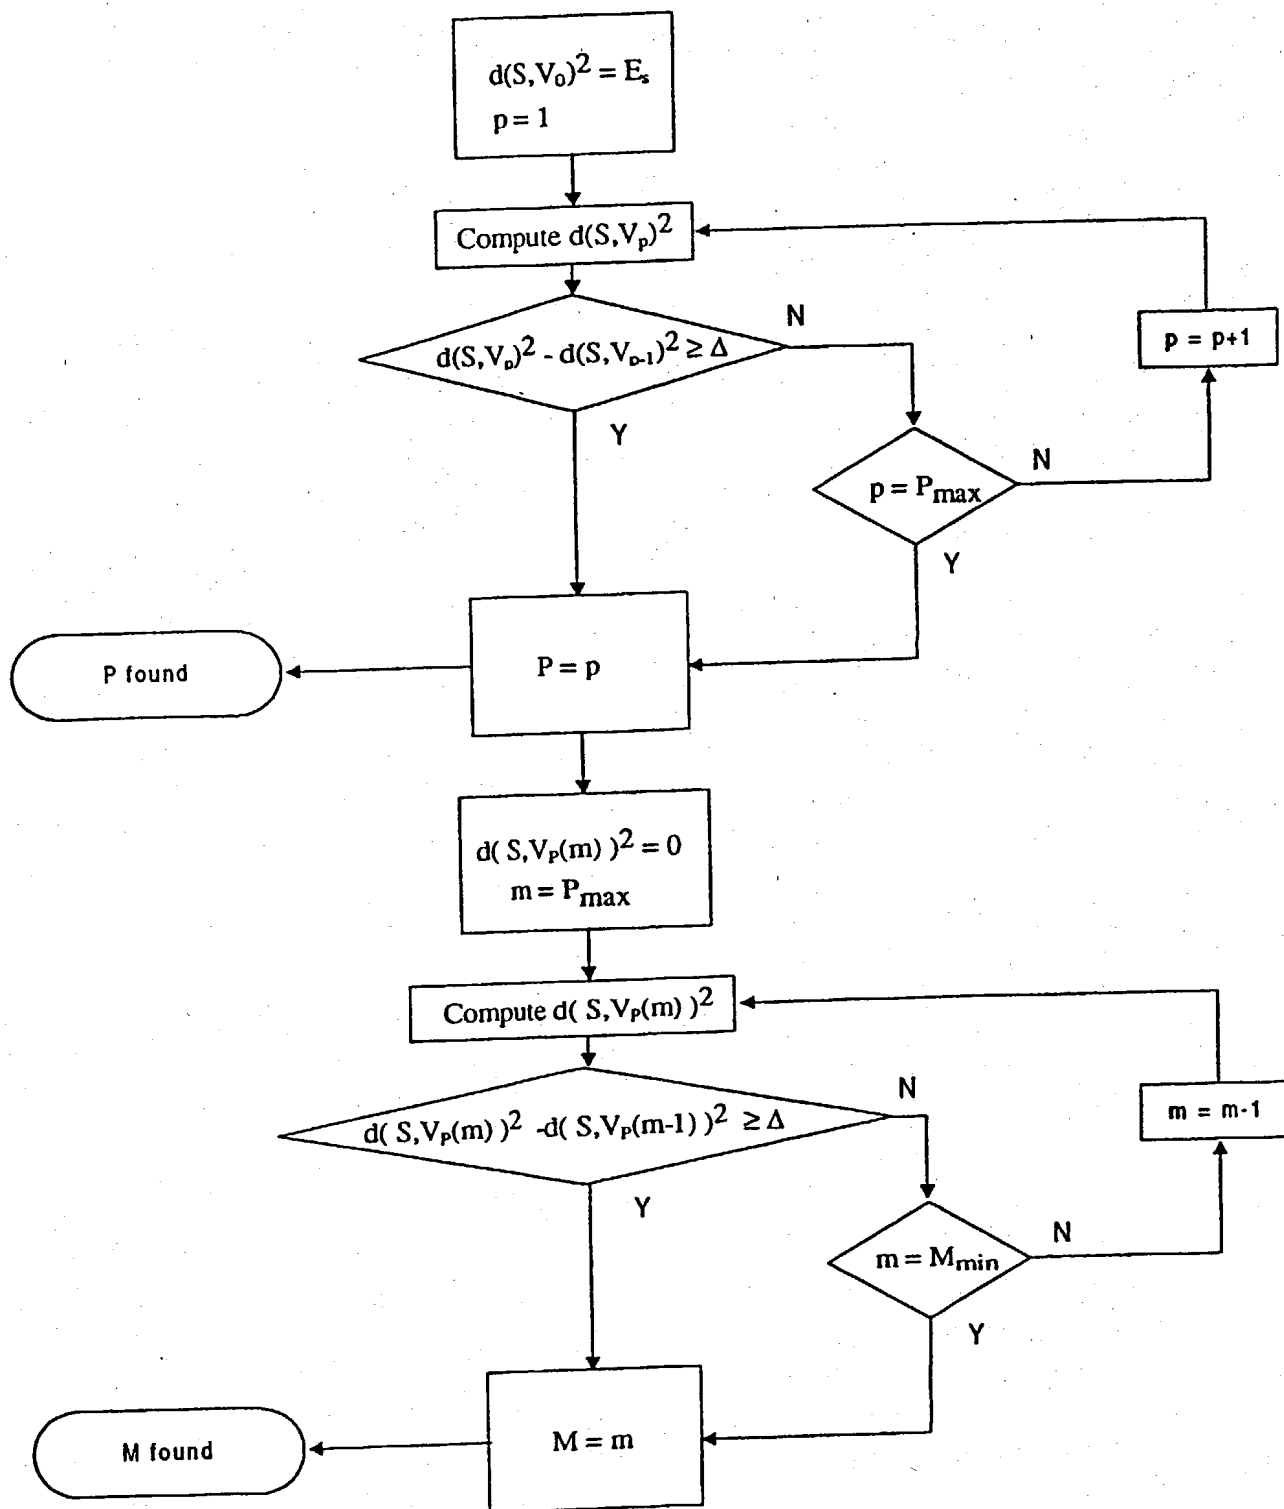 d(S,V₀)² = Eₛ
p = 1
Compute d(S,Vₚ)²
d(S,Vₚ)² - d(S,Vₚ₋₁)² ≥ Δ
N
Y
p = p+1
p = Pmax
N
Y
P found
P = p
d( S,Vₚ(m) )² = 0
m = Pmax
Compute d( S,Vₚ(m) )²
d( S,Vₚ(m) )² -d( S,Vₚ(m-1) )² ≥ Δ
N
Y
m = m-1
m = Mmin
N
Y
M found
M = m